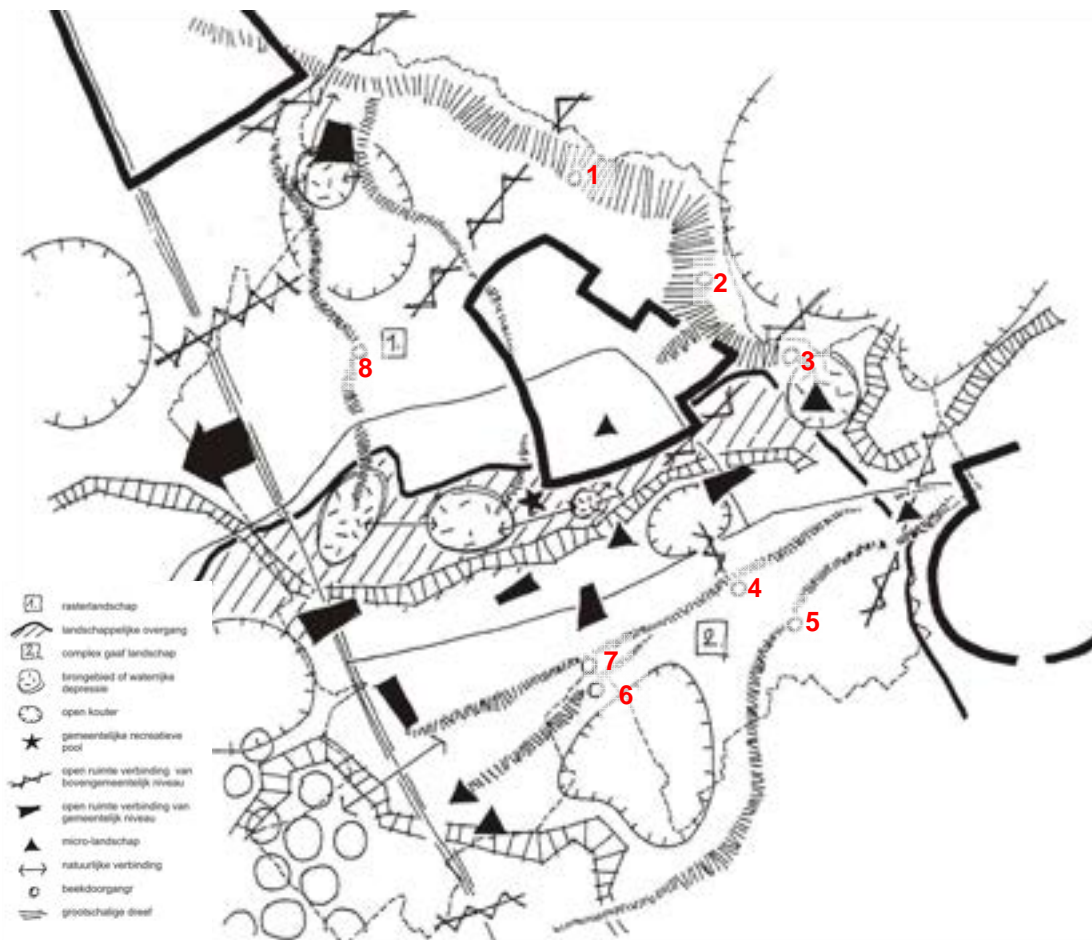 1
2
3
1.
8
4
5
2.
7
6
1. rasterlandschap
landschappelijke overgang
2. complex gaaf landschap
brongebied of waterrijke
depressie
open kouter
gemeentelijke recreatieve
pool
open ruimte verbinding van
bovengemeentelijk niveau
open ruimte verbinding van
gemeentelijk niveau
micro-landschap
natuurlijke verbinding
beekdoorgangr
grootschalige dreef